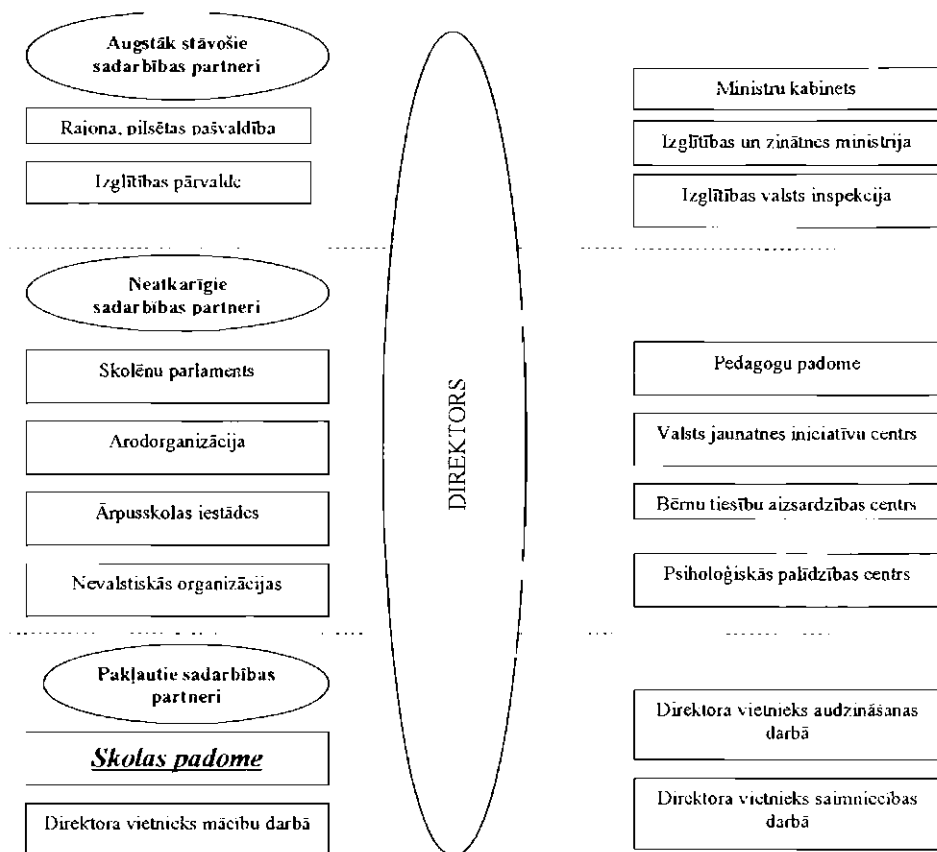 Augstāk stāvošie
sadarbības partneri
Rajona, pilsētas pašvaldība
Izglītības pārvalde
Ministru kabinets
Izglītības un zinātnes ministrija
Izglītības valsts inspekcija
Neatkarīgie
sadarbības partneri
Skolēnu parlaments
Arodorganizācija
Ārpusskolas iestādes
Nevalstiskās organizācijas
DIREKTORS
Pedagogu padome
Valsts jaunatnes iniciatīvu centrs
Bērnu tiesību aizsardzības centrs
Psiholoģiskās palīdzības centrs
Pakļautie sadarbības
partneri
Skolas padome
Direktora vietnieks mācību darbā
Direktora vietnieks audzināšanas
darbā
Direktora vietnieks saimniecības
darbā